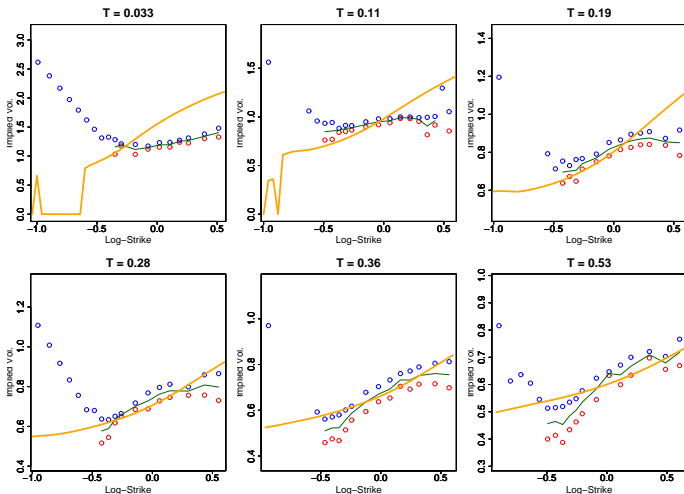 T = 0.033
T = 0.11
T = 0.19
Implied Vol.
0.0 0.5 1.0 1.5 2.0 2.5 3.0
−1.0 −0.5 0.0 0.5
Log−Strike
Implied Vol.
0.0 0.5 1.0 1.5
−1.0 −0.5 0.0 0.5
Log−Strike
Implied Vol.
0.6 0.8 1.0 1.2 1.4
−1.0 −0.5 0.0 0.5
Log−Strike
T = 0.28
T = 0.36
T = 0.53
Implied Vol.
0.4 0.6 0.8 1.0 1.2
−1.0 −0.5 0.0 0.5
Log−Strike
Implied Vol.
0.4 0.6 0.8 1.0
−1.0 −0.5 0.0 0.5
Log−Strike
Implied Vol.
0.3 0.4 0.5 0.6 0.7 0.8 0.9 1.0
−0.5 0.0 0.5
Log−Strike